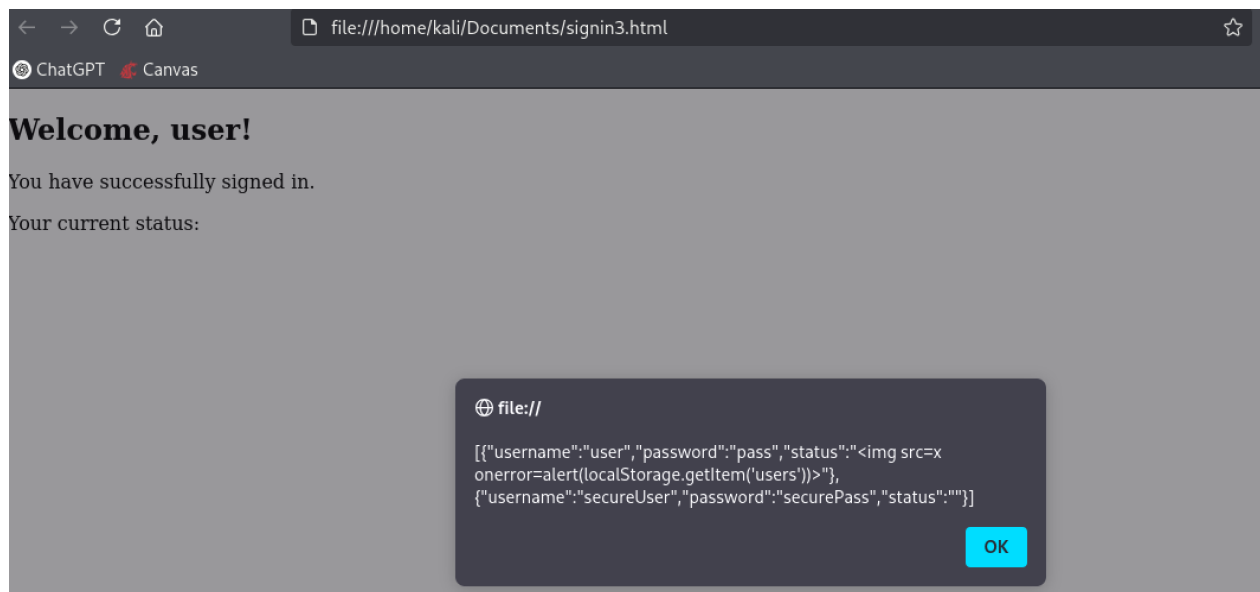 file:///home/kali/Documents/signin3.html
ChatGPT Canvas
Welcome, user!
You have successfully signed in.
Your current status:
file://
[{"username":"user","password":"pass","status":"<img src=x
onerror=alert(localStorage.getItem('users'))>"},
{"username":"secureUser","password":"securePass","status":""}]
OK